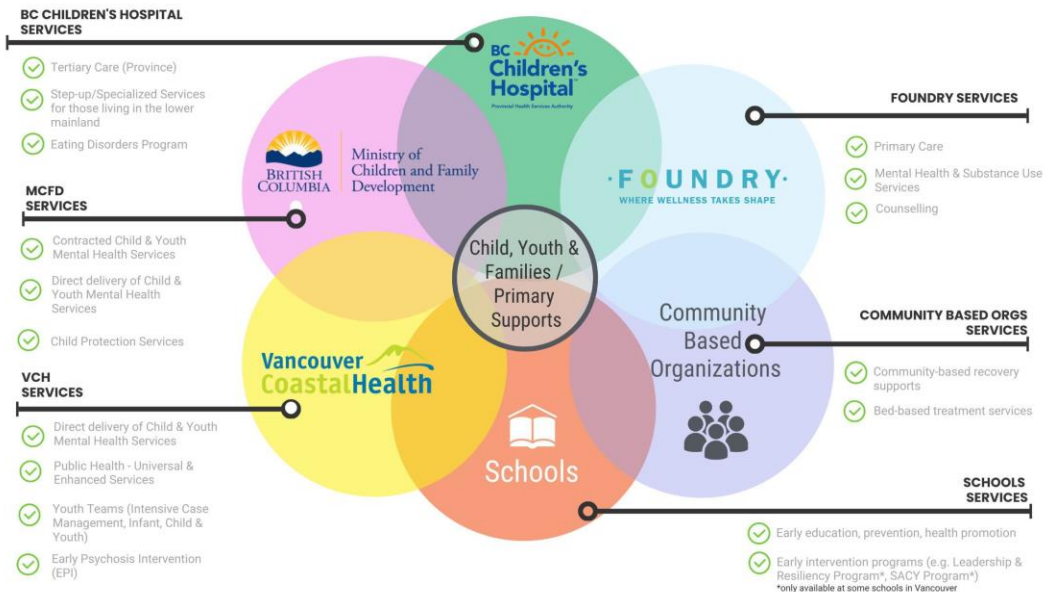 BC CHILDREN'S HOSPITAL
SERVICES
Tertiary Care (Province)
Step-up/Specialized Services
for those living in the lower
mainland
Eating Disorders Program
MCFD
SERVICES
Contracted Child & Youth
Mental Health Services
Direct delivery of Child &
Youth Mental Health
Services
Child Protection Services
VCH
SERVICES
Direct delivery of Child & Youth
Mental Health Services
Public Health - Universal &
Enhanced Services
Youth Teams (Intensive Case
Management, Infant, Child &
Youth)
Early Psychosis Intervention
(EPI)
BC
Children's
Hospital
Provincial Health Services Authority
BRITISH
COLUMBIA
Ministry of
Children and Family
Development
·FOUNDRY·
WHERE WELLNESS TAKES SHAPE
Child, Youth &
Families /
Primary
Supports
Vancouver
CoastalHealth
Schools
Community
Based
Organizations
FOUNDRY SERVICES
Primary Care
Mental Health & Substance Use
Services
Counselling
COMMUNITY BASED ORGS
SERVICES
Community-based recovery
supports
Bed-based treatment services
SCHOOLS
SERVICES
Early education, prevention, health promotion
Early intervention programs (e.g. Leadership &
Resiliency Program*, SACY Program*)
*only available at some schools in Vancouver